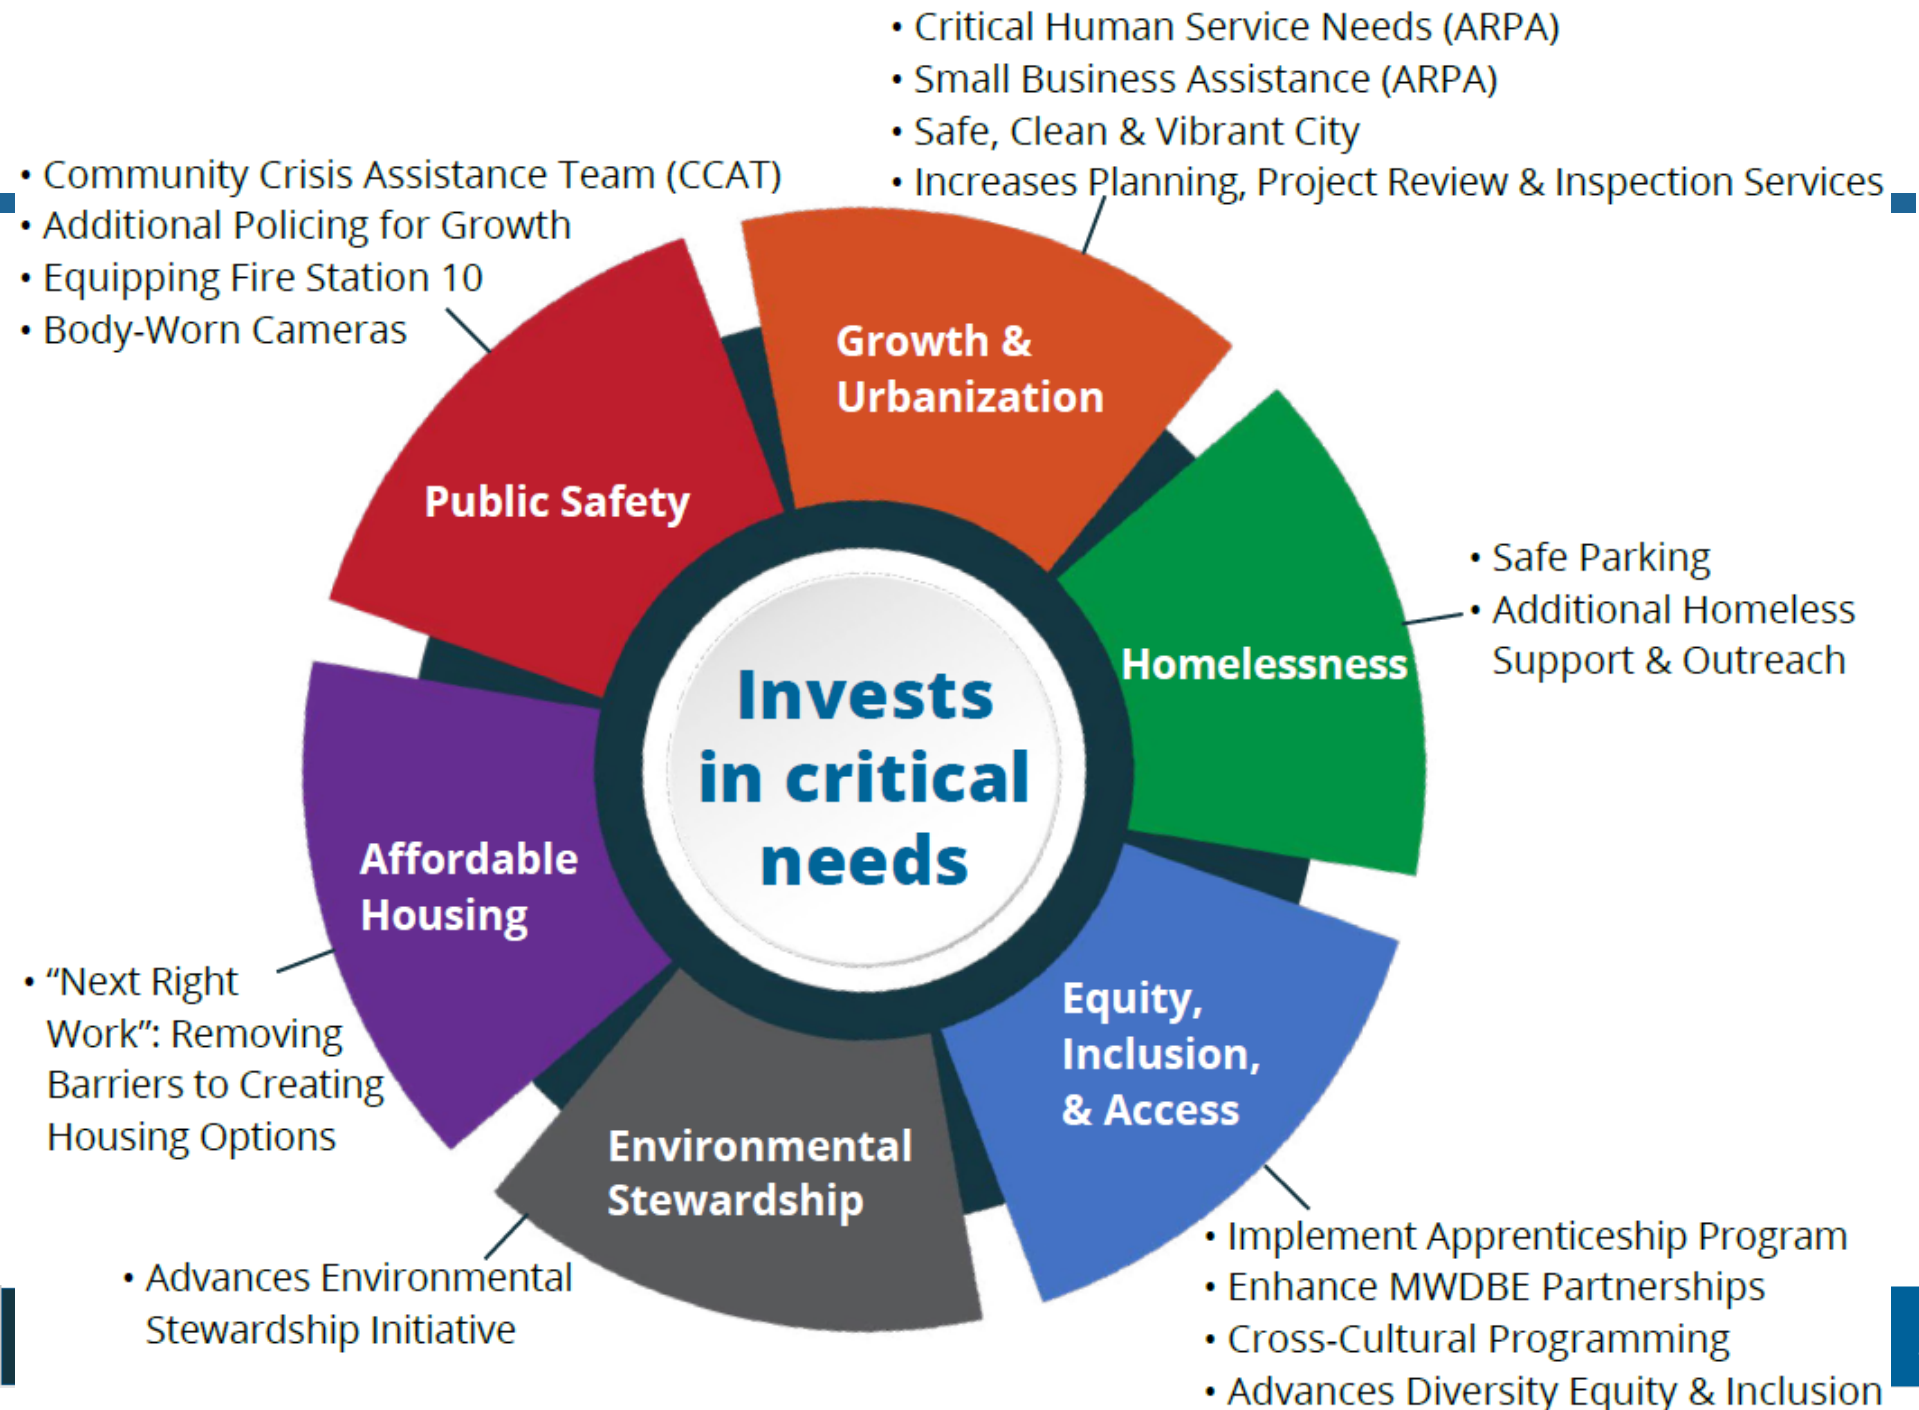 • Critical Human Service Needs (ARPA)
• Small Business Assistance (ARPA)
• Safe, Clean & Vibrant City
• Increases Planning, Project Review & Inspection Services
• Community Crisis Assistance Team (CCAT)
• Additional Policing for Growth
• Equipping Fire Station 10
• Body-Worn Cameras
Growth &
Urbanization
Public Safety
Homelessness
• Safe Parking
• Additional Homeless
Support & Outreach
Invests
in critical
needs
Affordable
Housing
• “Next Right
Work”: Removing
Barriers to Creating
Housing Options
Equity,
Inclusion,
& Access
Environmental
Stewardship
• Advances Environmental
Stewardship Initiative
• Implement Apprenticeship Program
• Enhance MWDBE Partnerships
• Cross-Cultural Programming
• Advances Diversity Equity & Inclusion